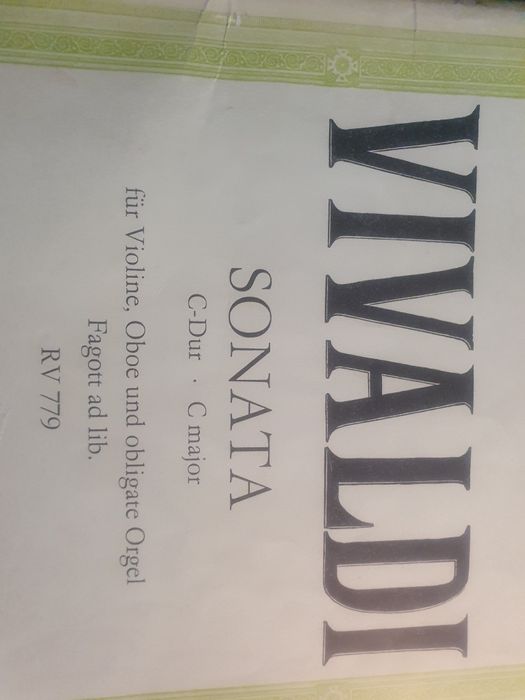 VIVALDI
SONATA
C-Dur · C major
für Violine, Oboe und obligate Orgel
Fagott ad lib.
RV 779